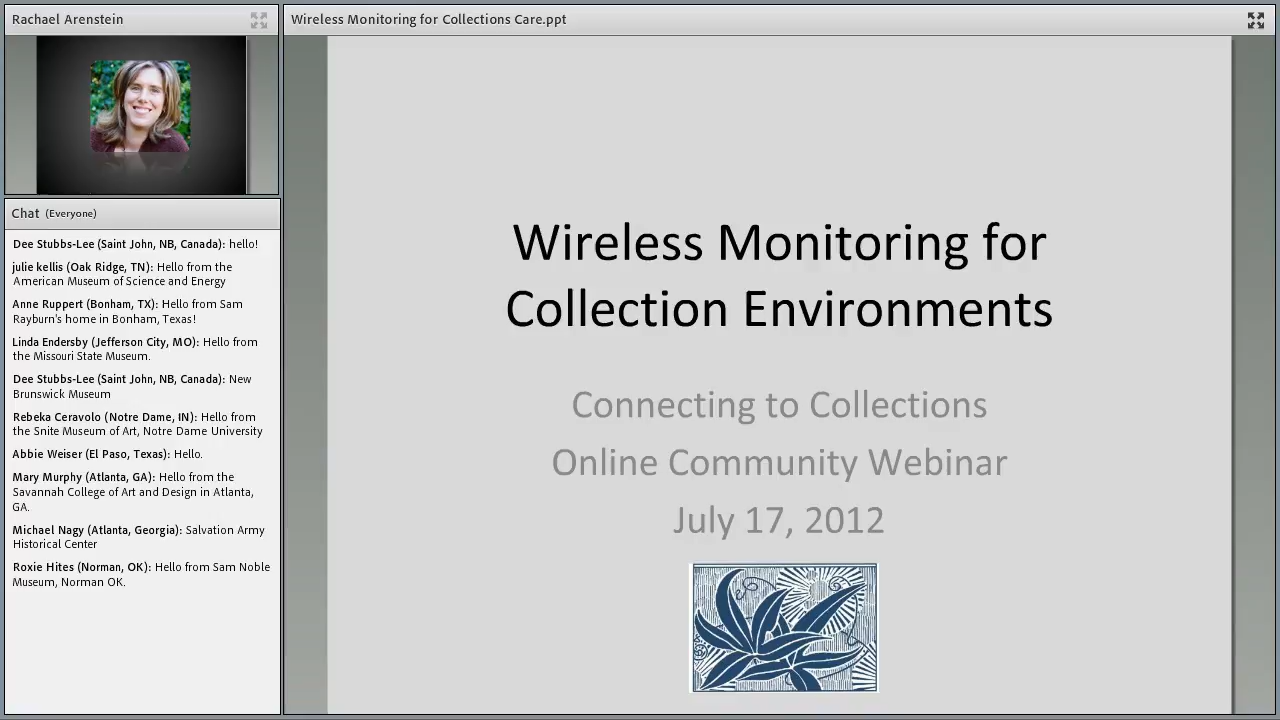 Rachael Arenstein
Wireless Monitoring for Collections Care.ppt
Chat (Everyone)
Dee Stubbs-Lee (Saint John, NB, Canada): hello!
julie kellis (Oak Ridge, TN): Hello from the
American Museum of Science and Energy
Anne Ruppert (Bonham, TX): Hello from Sam
Rayburn's home in Bonham, Texas!
Linda Endersby (Jefferson City, MO): Hello from
the Missouri State Museum.
Dee Stubbs-Lee (Saint John, NB, Canada): New
Brunswick Museum
Rebeka Ceravolo (Notre Dame, IN): Hello from
the Snite Museum of Art, Notre Dame University
Abbie Weiser (El Paso, Texas): Hello.
Mary Murphy (Atlanta, GA): Hello from the
Savannah College of Art and Design in Atlanta,
GA.
Michael Nagy (Atlanta, Georgia): Salvation Army
Historical Center
Roxie Hites (Norman, OK): Hello from Sam Noble
Museum, Norman OK.
Wireless Monitoring for
Collection Environments
Connecting to Collections
Online Community Webinar
July 17, 2012